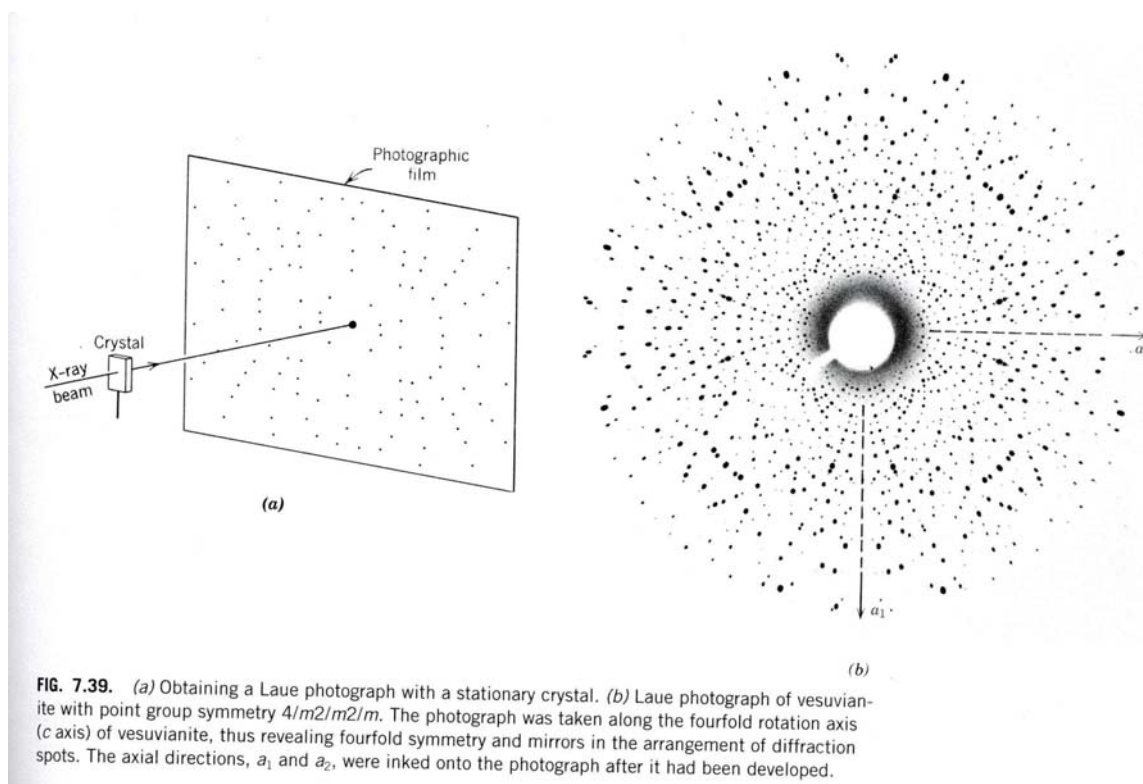 Photographic
film
Crystal
X-ray
beam
(a)
a
a₁
(b)
FIG. 7.39. (a) Obtaining a Laue photograph with a stationary crystal. (b) Laue photograph of vesuvian-
ite with point group symmetry 4/m2/m2/m. The photograph was taken along the fourfold rotation axis
(c axis) of vesuvianite, thus revealing fourfold symmetry and mirrors in the arrangement of diffraction
spots. The axial directions, a₁ and a₂, were inked onto the photograph after it had been developed.